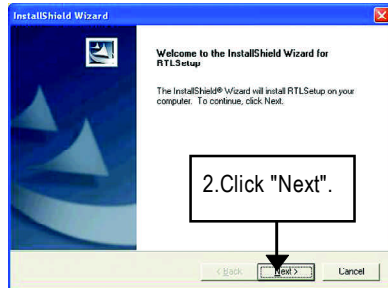 InstallShield Wizard
Welcome to the InstallShield Wizard for
RTLSetup
The InstallShield® Wizard will install RTLSetup on your
computer. To continue, click Next.
2.Click "Next".
< Back
Next >
Cancel